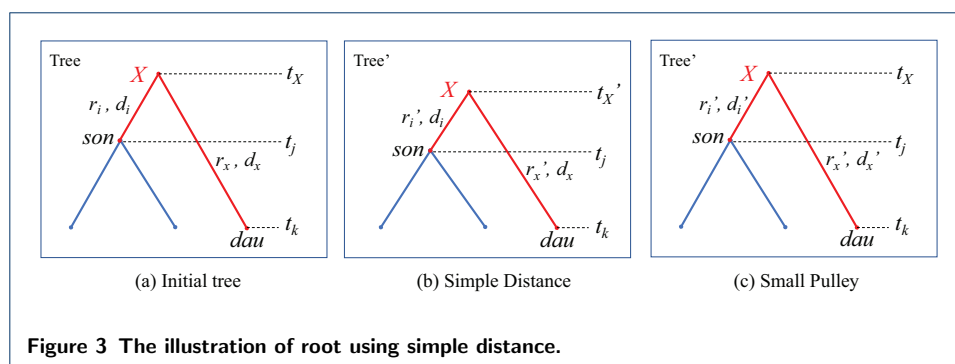 Tree
X
t_X
r_i , d_i
son
t_j
r_x , d_x
t_k
dau
(a) Initial tree
Tree’
X
t_X’
r_i’, d_i
son
t_j
r_x’, d_x
t_k
dau
(b) Simple Distance
Tree’
X
t_X
r_i’, d_i’
son
t_j
r_x’, d_x’
t_k
dau
(c) Small Pulley
Figure 3 The illustration of root using simple distance.